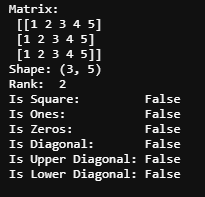 Matrix:
 [[1 2 3 4 5]
 [1 2 3 4 5]
 [1 2 3 4 5]]
Shape: (3, 5)
Rank:  2
Is Square:         False
Is Ones:           False
Is Zeros:          False
Is Diagonal:       False
Is Upper Diagonal: False
Is Lower Diagonal: False